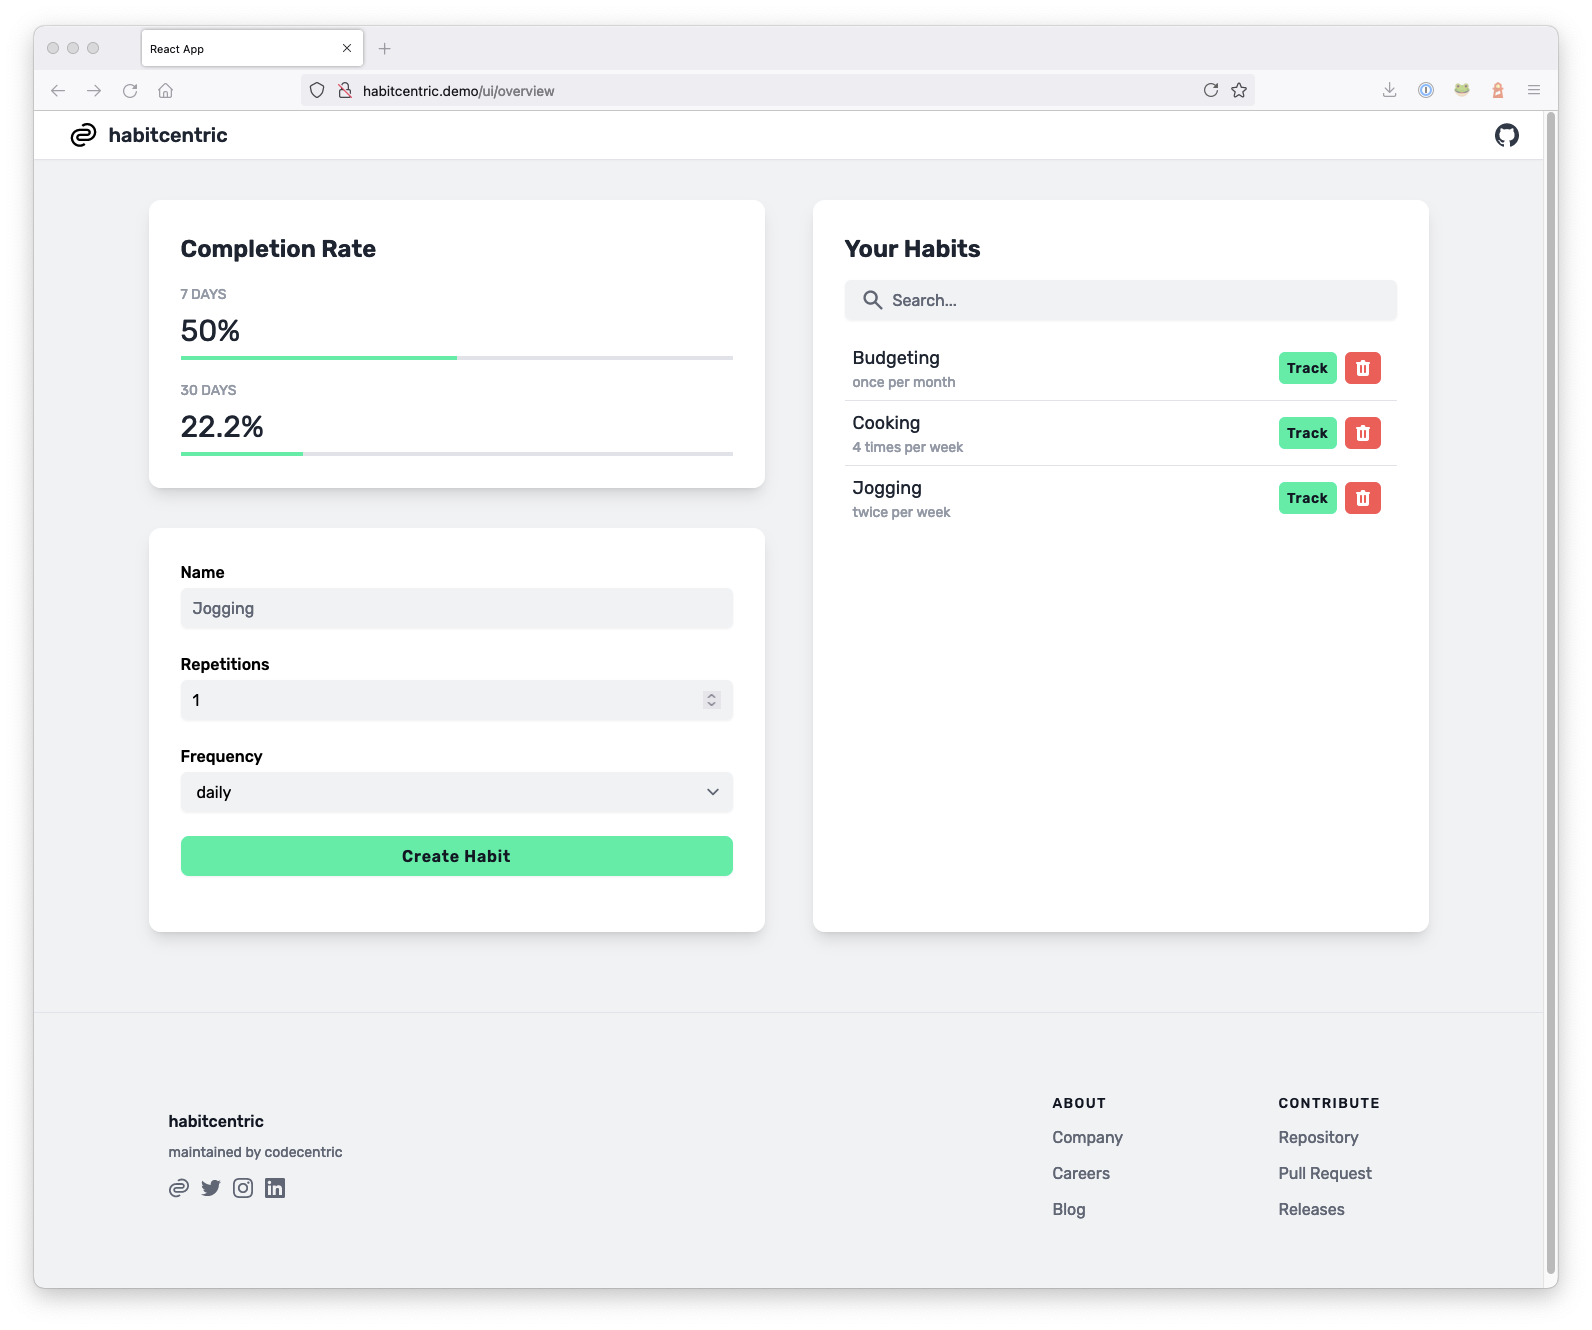 React App
habitcentric.demo/ui/overview
habitcentric
Completion Rate
7 DAYS
50%
30 DAYS
22.2%
Name
Jogging
Repetitions
1
Frequency
daily
Create Habit
Your Habits
Search...
Budgeting
once per month
Track
Cooking
4 times per week
Track
Jogging
twice per week
Track
habitcentric
maintained by codecentric
ABOUT
Company
Careers
Blog
CONTRIBUTE
Repository
Pull Request
Releases